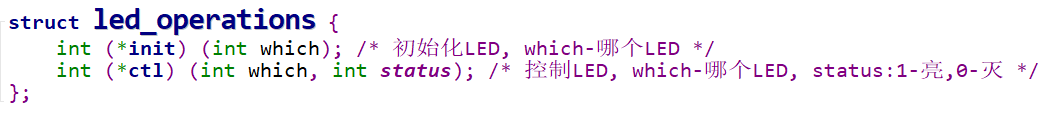 struct led_operations {
    int (*init) (int which); /* 初始化LED, which-哪个LED */
    int (*ctl) (int which, int status); /* 控制LED, which-哪个LED, status:1-亮,0-灭 */
};